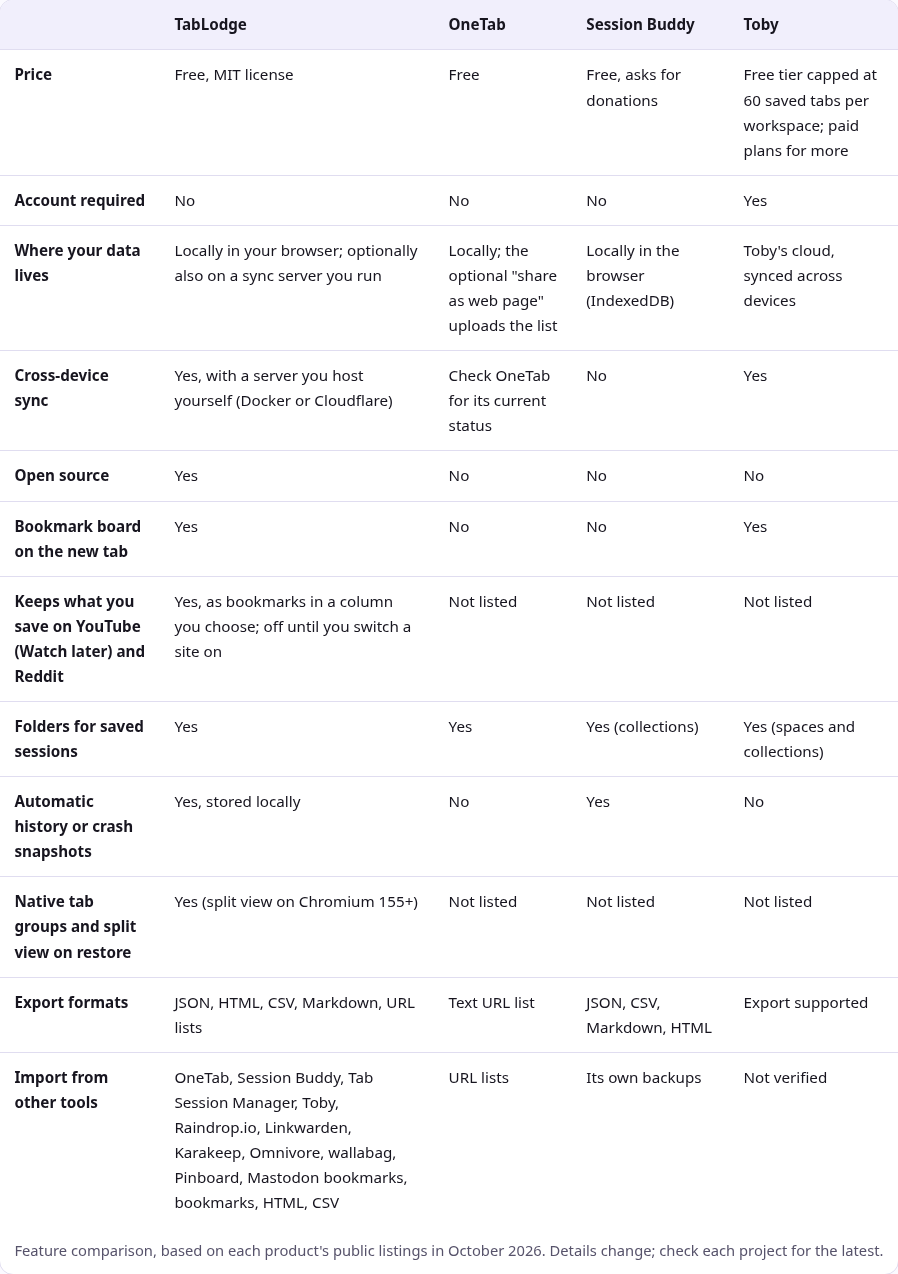 TabLodge OneTab Session Buddy Toby
Price Free, MIT license Free Free, asks for Free tier capped at
donations 60 saved tabs per
workspace; paid
plans for more
Account required No No No Yes
Where your data Locally in your browser; optionally Locally; the Locally in the Toby's cloud,
lives also on a sync server you run optional "share browser synced across
as web page" (IndexedDB) devices
uploads the list
Cross-device Yes, with a server you host Check OneTab No Yes
sync yourself (Docker or Cloudflare) for its current
status
Open source Yes No No No
Bookmark board Yes No No Yes
on the new tab
Keeps what you Yes, as bookmarks in a column Not listed Not listed Not listed
save on YouTube you choose; off until you switch a
(Watch later) and site on
Reddit
Folders for saved Yes Yes Yes (collections) Yes (spaces and
sessions collections)
Automatic Yes, stored locally No Yes No
history or crash
snapshots
Native tab Yes (split view on Chromium 155+) Not listed Not listed Not listed
groups and split
view on restore
Export formats JSON, HTML, CSV, Markdown, URL Text URL list JSON, CSV, Export supported
lists Markdown, HTML
Import from OneTab, Session Buddy, Tab URL lists Its own backups Not verified
other tools Session Manager, Toby,
Raindrop.io, Linkwarden,
Karakeep, Omnivore, wallabag,
Pinboard, Mastodon bookmarks,
bookmarks, HTML, CSV
Feature comparison, based on each product's public listings in October 2026. Details change; check each project for the latest.